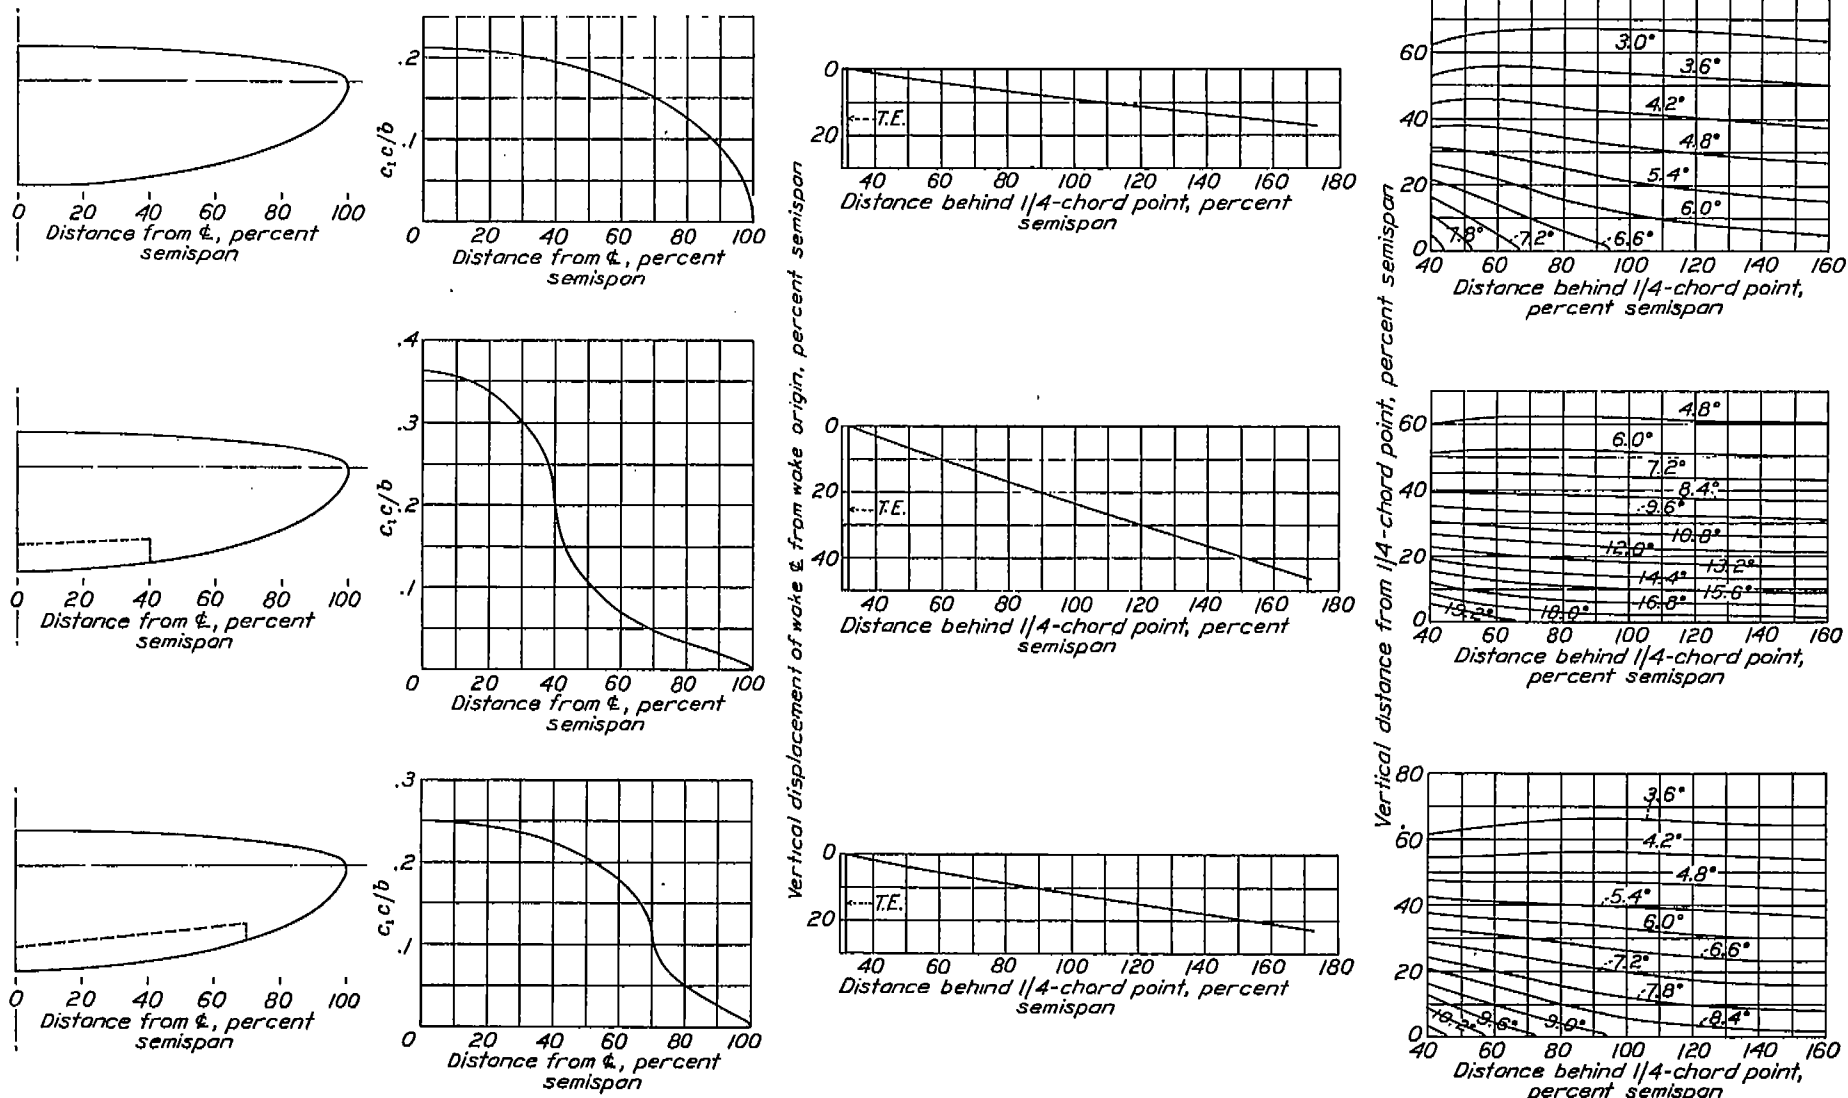 0 20 40 60 80 100
Distance from ℄, percent
semispan
.2
.1
c₁c/b
0 20 40 60 80 100
Distance from ℄, percent
semispan
0
20
T.E.
40 60 80 100 120 140 160 180
Distance behind 1/4-chord point, percent
semispan
60
40
20
0
3.0°
3.6°
4.2°
4.8°
5.4°
6.0°
7.8° 7.2° 6.6°
40 60 80 100 120 140 160
Distance behind 1/4-chord point,
percent semispan
Vertical displacement of wake ℄ from wake origin, percent semispan
Vertical distance from 1/4-chord point, percent semispan
0 20 40 60 80 100
Distance from ℄, percent
semispan
.4
.3
.2
.1
c₁c/b
0 20 40 60 80 100
Distance from ℄, percent
semispan
0
20
40
T.E.
40 60 80 100 120 140 160 180
Distance behind 1/4-chord point, percent
semispan
60
40
20
0
4.8°
6.0°
7.2°
8.4°
9.6°
10.8°
12.0°
13.2°
14.4°
15.6°
16.8°
19.2° 18.0°
40 60 80 100 120 140 160
Distance behind 1/4-chord point,
percent semispan
0 20 40 60 80 100
Distance from ℄, percent
semispan
.3
.2
.1
c₁c/b
0 20 40 60 80 100
Distance from ℄, percent
semispan
0
20
T.E.
40 60 80 100 120 140 160 180
Distance behind 1/4-chord point, percent
semispan
80
60
40
20
0
3.6°
4.2°
4.8°
5.4°
6.0°
6.6°
7.2°
7.8°
8.4°
10.2° 9.6° 9.0°
40 60 80 100 120 140 160
Distance behind 1/4-chord point,
percent semispan